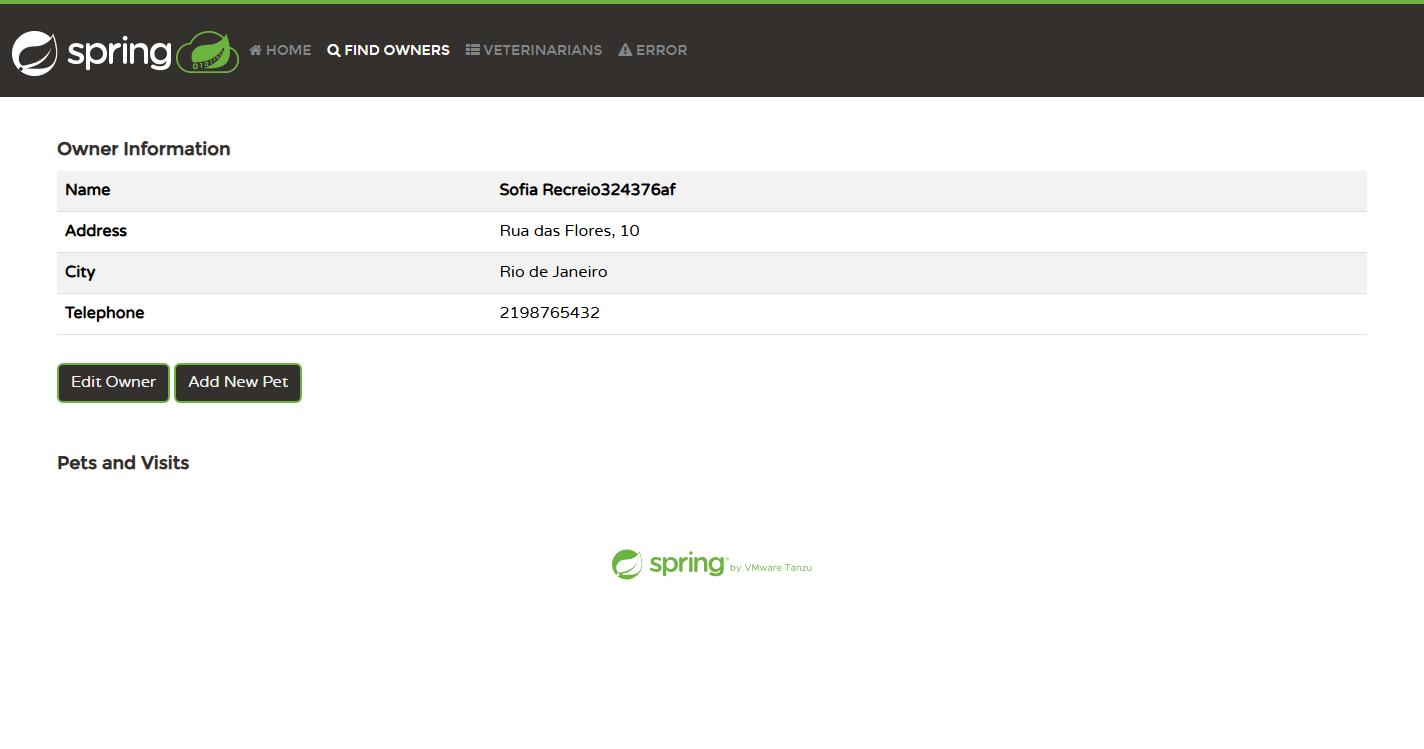 spring HOME FIND OWNERS VETERINARIANS ERROR
Owner Information
Name Sofia Recreio324376af
Address Rua das Flores, 10
City Rio de Janeiro
Telephone 2198765432
Edit Owner Add New Pet
Pets and Visits
spring by VMware Tanzu